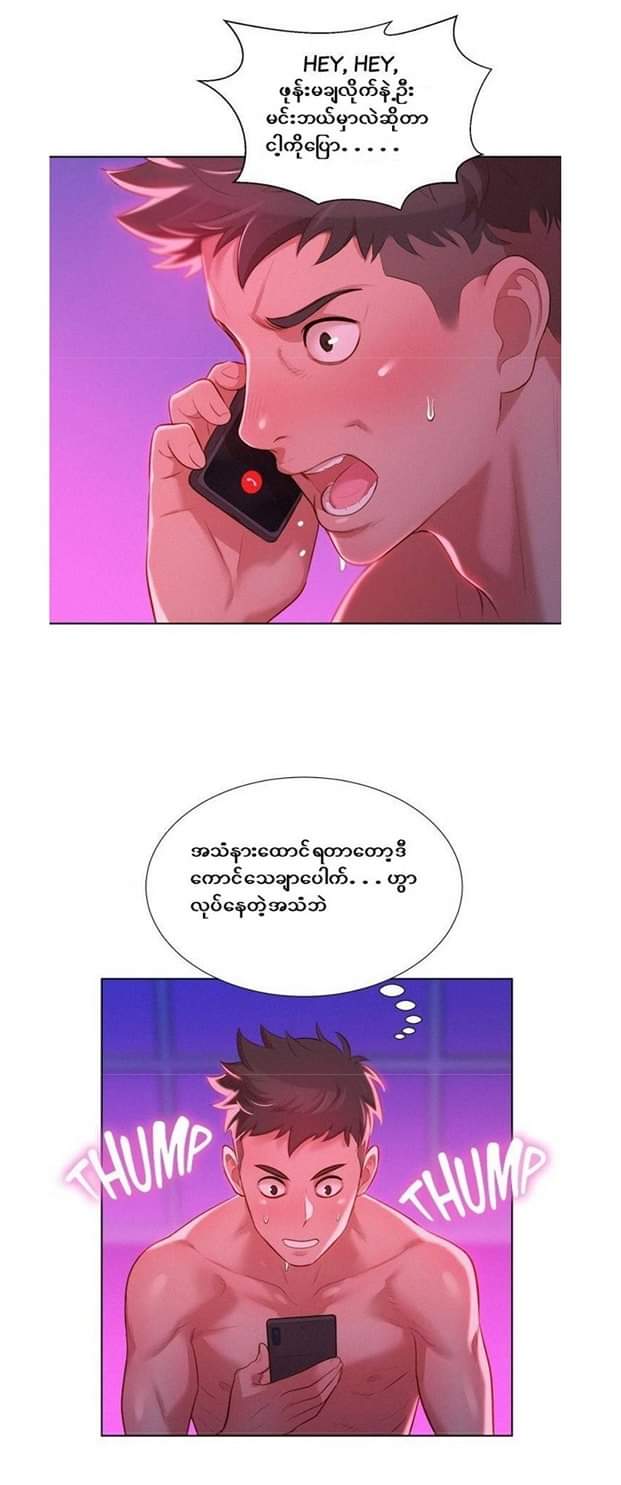 HEY, HEY,
ဖုန်းမချလိုက်နဲ့ဦး
မင်းဘယ်မှာလဲဆိုတာ
ငါ့ကိုပြော.....
အသံနားထောင်ရတာတော့ဒီ
ကောင်သေချာပေါက်...ဟွာ
လုပ်နေတဲ့အသံဘဲ
THUMP
THUMP